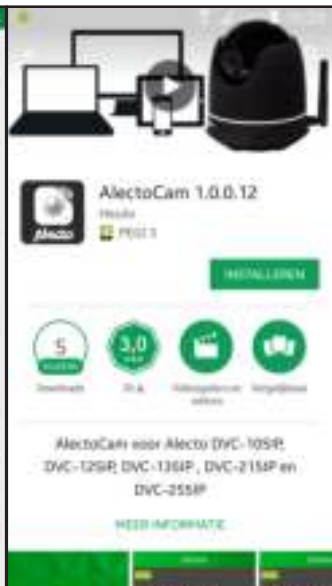 AlectoCam 1.0.0.12
Hesdo
PEGI 3
Alecto
INSTALLEREN
5
3,0
Downloads
AlectoCam voor Alecto DVC-105IP,
DVC-125IP, DVC-135IP , DVC-215IP en
DVC-255IP
MEER INFORMATIE